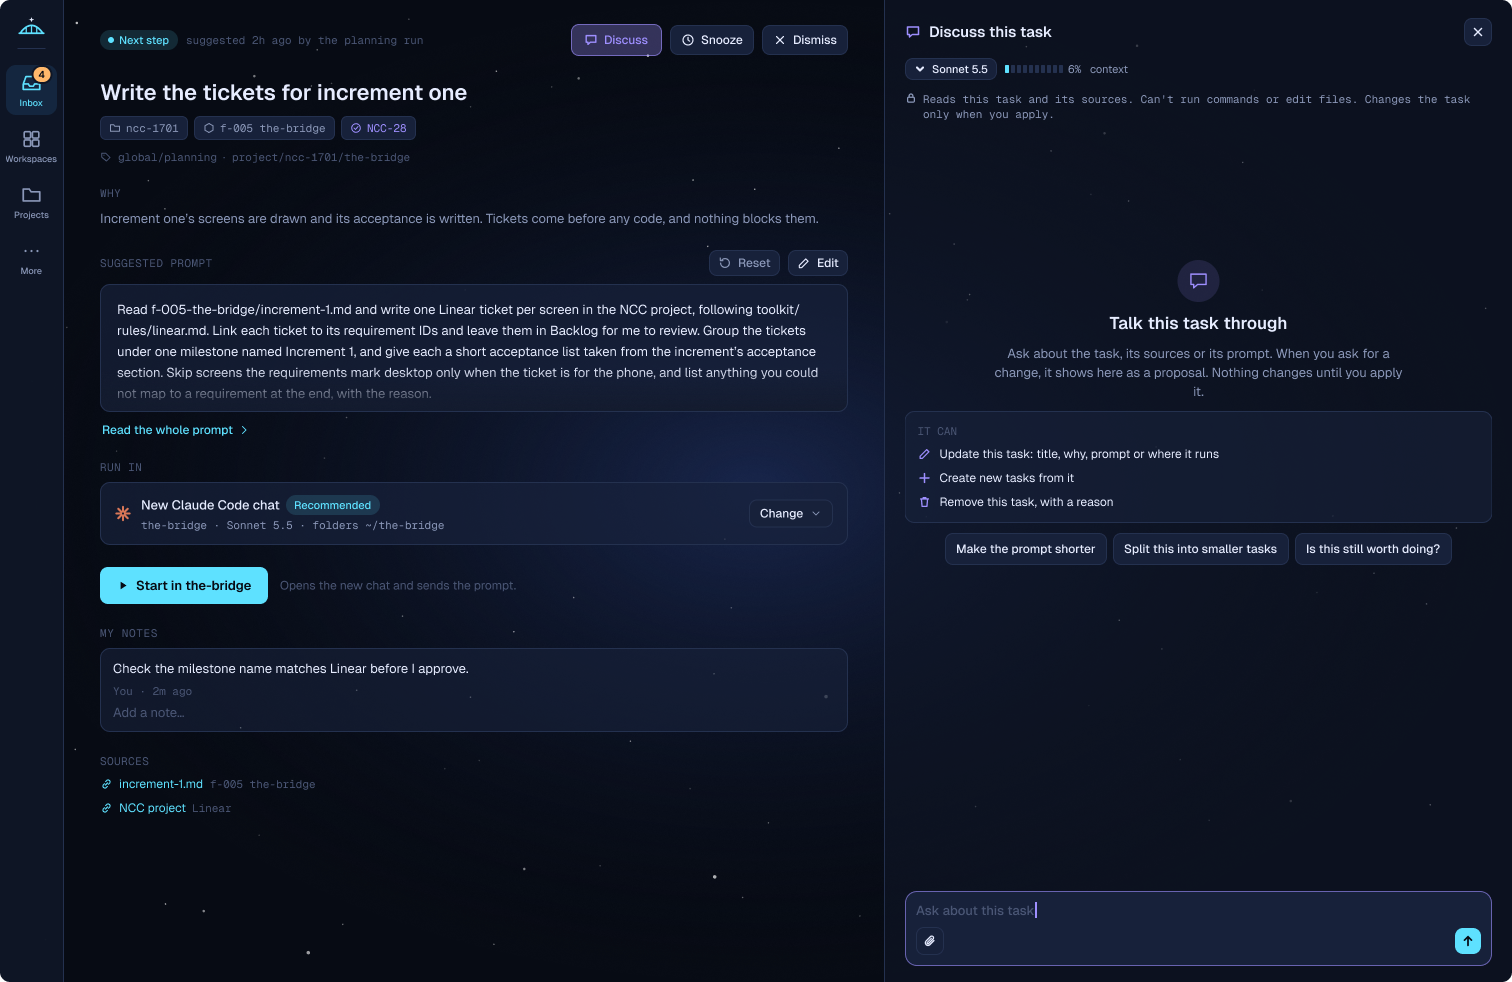 4
Inbox
Workspaces
Projects
More
Next step
suggested 2h ago by the planning run
Discuss
Snooze
Dismiss
Write the tickets for increment one
ncc-1701
f-005 the-bridge
NCC-28
global/planning · project/ncc-1701/the-bridge
WHY
Increment one's screens are drawn and its acceptance is written. Tickets come before any code, and nothing blocks them.
SUGGESTED PROMPT
Reset
Edit
Read f-005-the-bridge/increment-1.md and write one Linear ticket per screen in the NCC project, following toolkit/
rules/linear.md. Link each ticket to its requirement IDs and leave them in Backlog for me to review. Group the tickets
under one milestone named Increment 1, and give each a short acceptance list taken from the increment's acceptance
section. Skip screens the requirements mark desktop only when the ticket is for the phone, and list anything you could
not map to a requirement at the end, with the reason.
Read the whole prompt
RUN IN
New Claude Code chat
Recommended
the-bridge · Sonnet 5.5 · folders ~/the-bridge
Change
Start in the-bridge
Opens the new chat and sends the prompt.
MY NOTES
Check the milestone name matches Linear before I approve.
You · 2m ago
Add a note…
SOURCES
increment-1.md f-005 the-bridge
NCC project Linear
Discuss this task
Sonnet 5.5
6% context
Reads this task and its sources. Can't run commands or edit files. Changes the task
only when you apply.
Talk this task through
Ask about the task, its sources or its prompt. When you ask for a
change, it shows here as a proposal. Nothing changes until you apply
it.
IT CAN
Update this task: title, why, prompt or where it runs
Create new tasks from it
Remove this task, with a reason
Make the prompt shorter
Split this into smaller tasks
Is this still worth doing?
Ask about this task